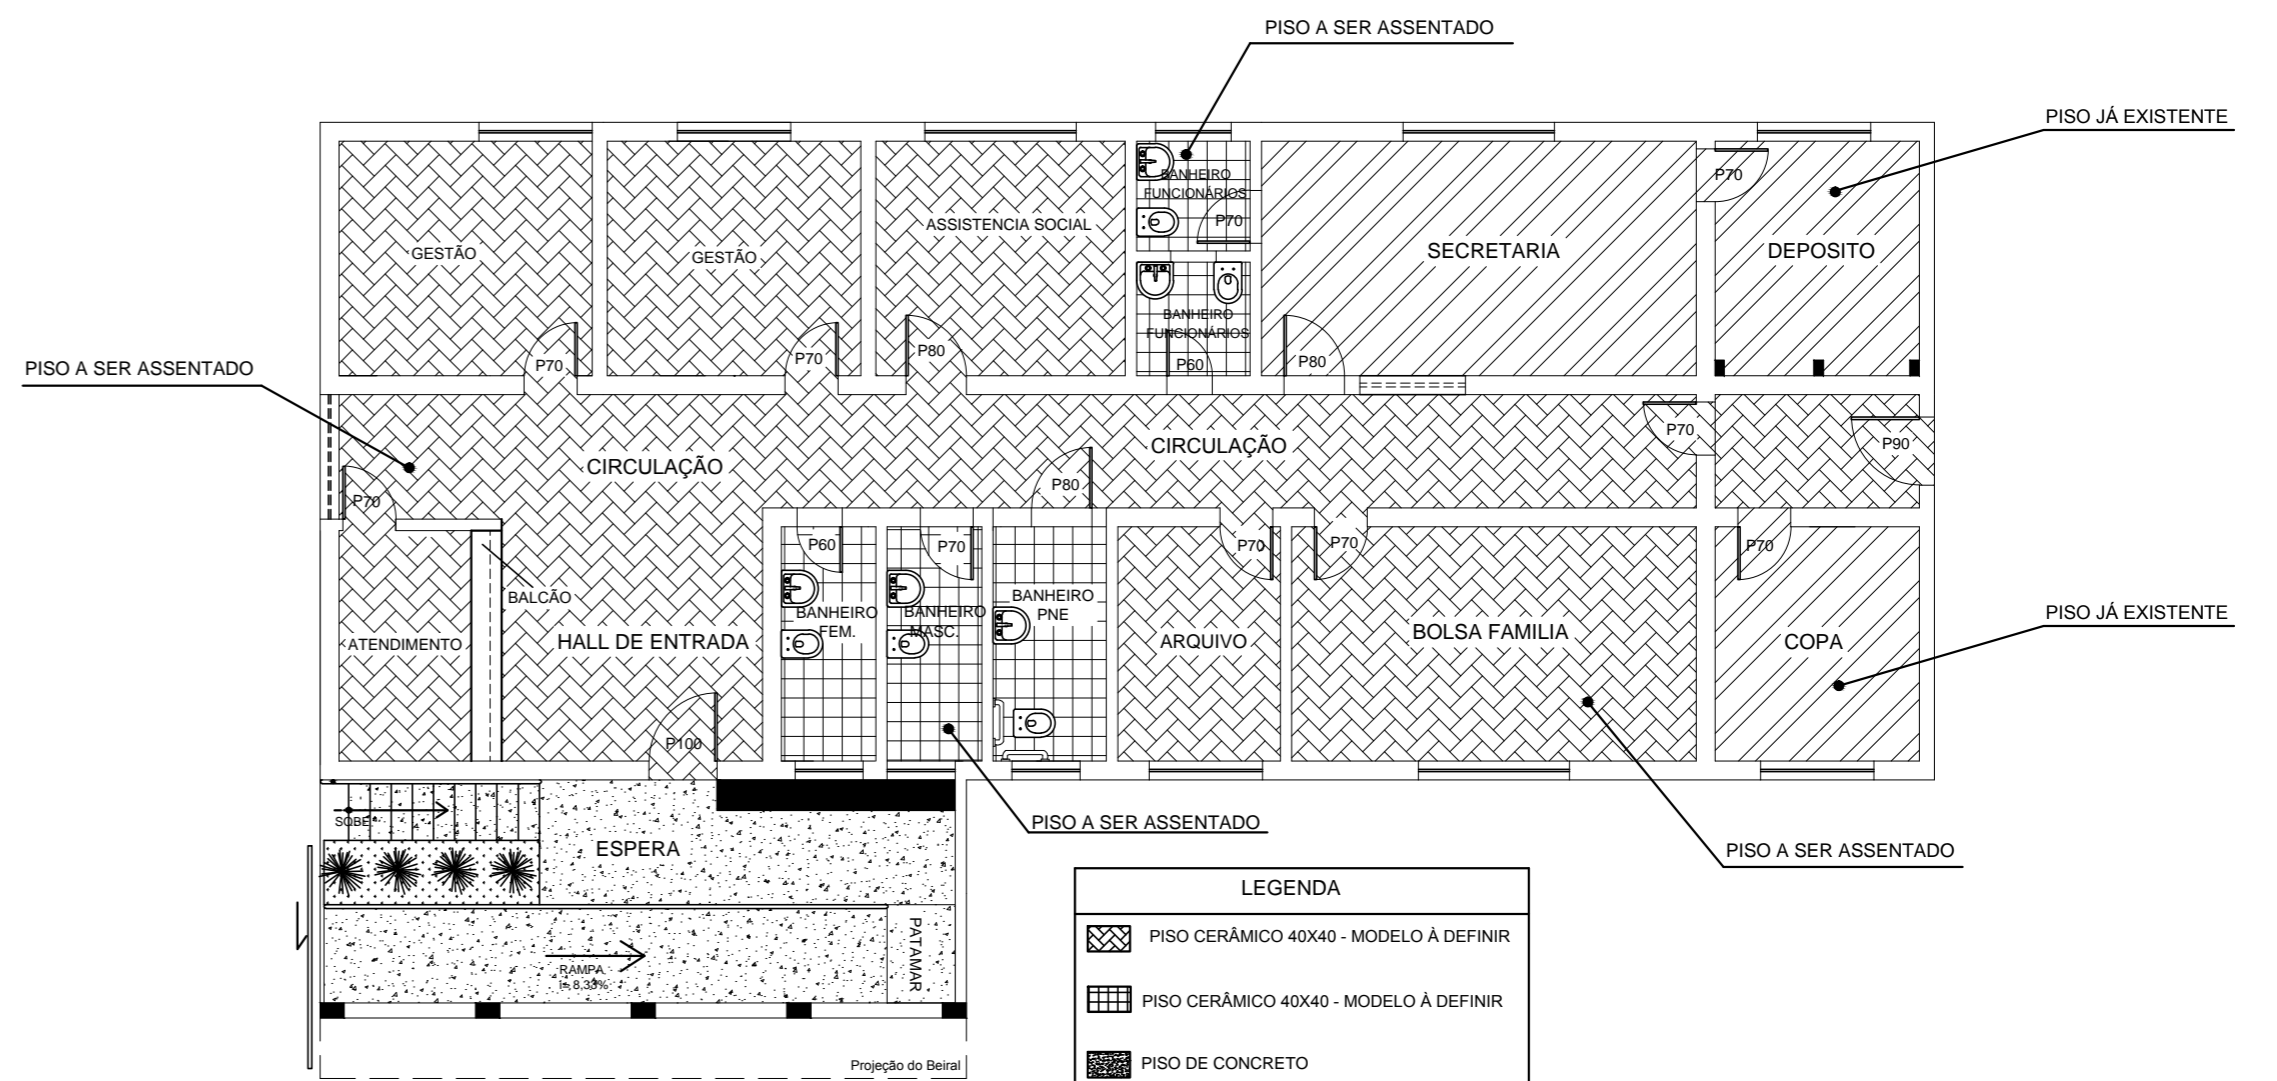 PISO A SER ASSENTADO
PISO JÁ EXISTENTE
P70
BANHEIRO
FUNCIONÁRIOS
P70
ASSISTENCIA SOCIAL
GESTÃO
GESTÃO
SECRETARIA
DEPOSITO
BANHEIRO
FUNCIONÁRIOS
P60
P70
P70
P80
P80
PISO A SER ASSENTADO
P70
P90
CIRCULAÇÃO
CIRCULAÇÃO
P80
P70
P60
P70
P70
P70
P70
BALCÃO
BANHEIRO
FEM.
BANHEIRO
MASC.
BANHEIRO
PNE
ATENDIMENTO
HALL DE ENTRADA
ARQUIVO
BOLSA FAMILIA
COPA
PISO JÁ EXISTENTE
P100
SOBE
PISO A SER ASSENTADO
ESPERA
PISO A SER ASSENTADO
PATAMAR
RAMPA
i= 8,33%
Projeção do Beiral
LEGENDA
PISO CERÂMICO 40X40 - MODELO À DEFINIR
PISO CERÂMICO 40X40 - MODELO À DEFINIR
PISO DE CONCRETO